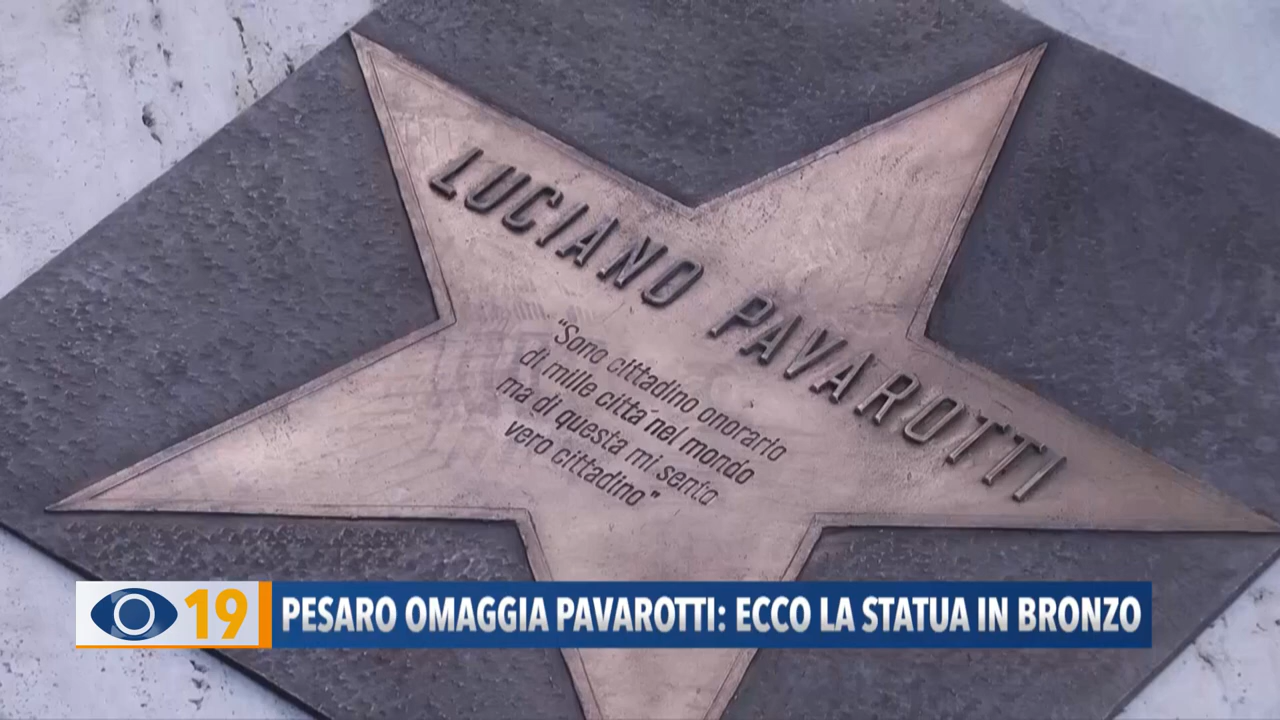 LUCIANO PAVAROTTI
“Sono cittadino onorario
di mille cittá nel mondo
ma di questa mi sento
vero cittadino”
19 PESARO OMAGGIA PAVAROTTI: ECCO LA STATUA IN BRONZO